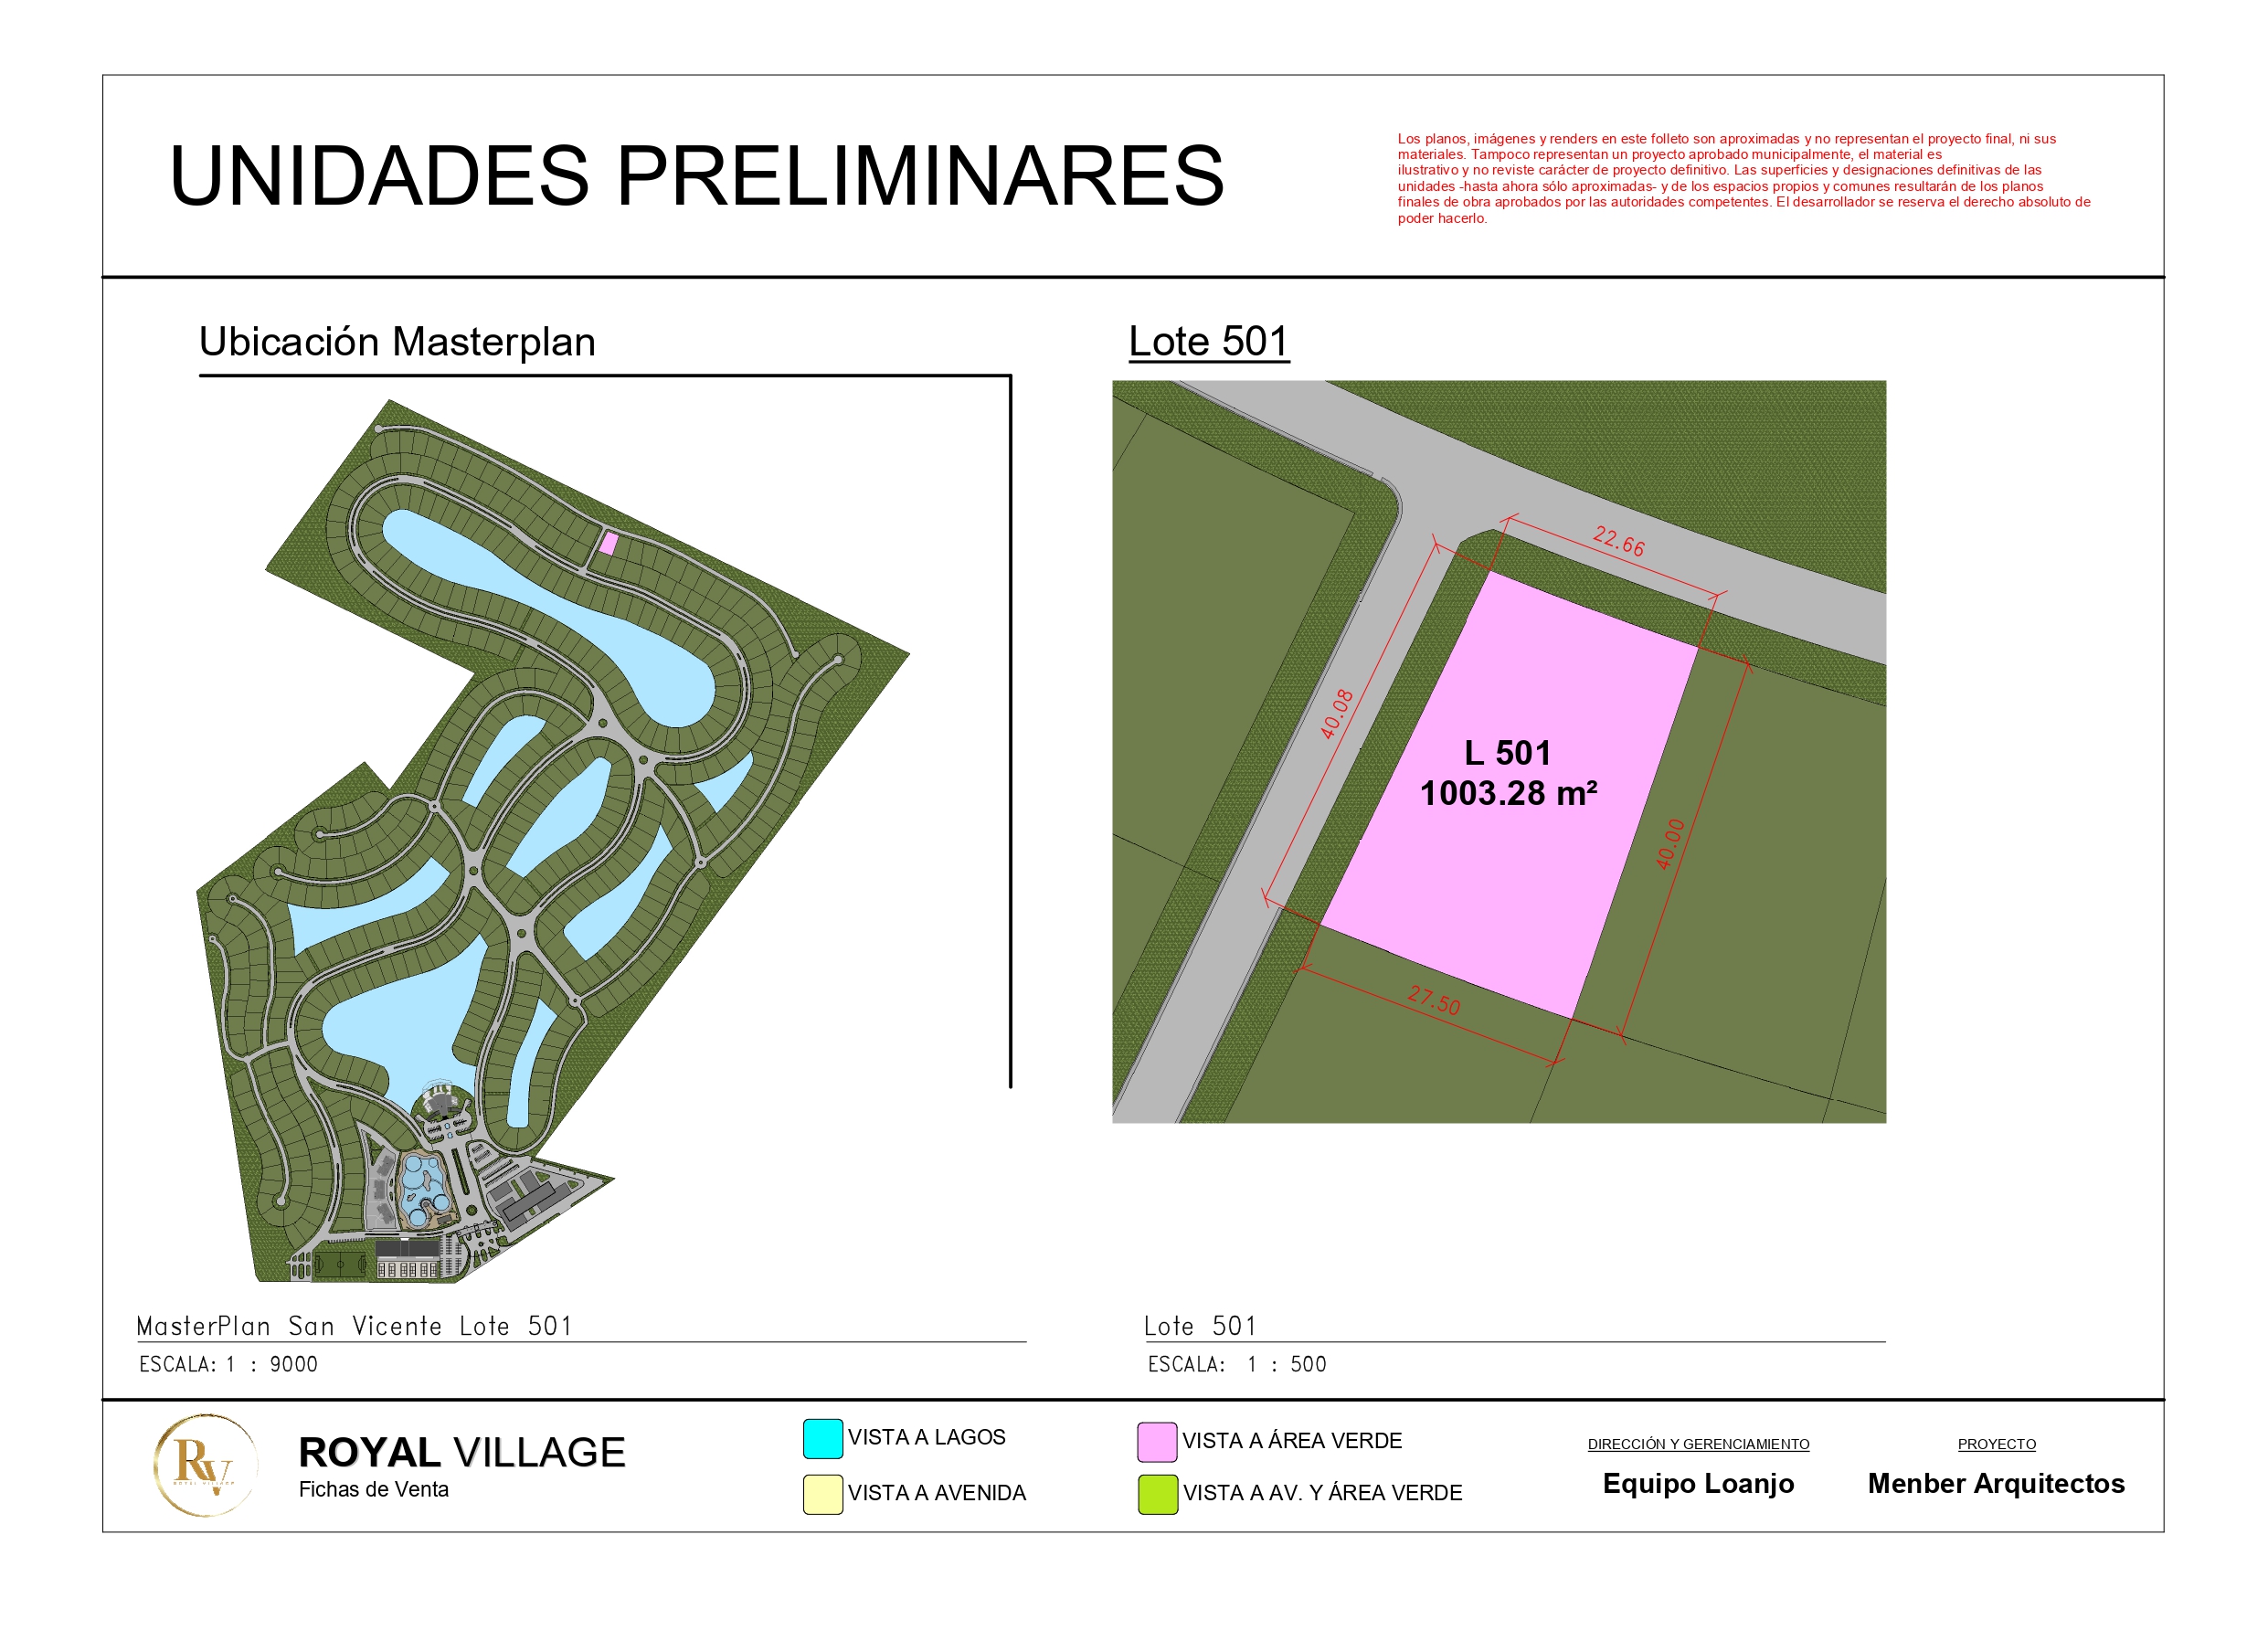 UNIDADES PRELIMINARES
Los planos, imágenes y renders en este folleto son aproximadas y no representan el proyecto final, ni sus
materiales. Tampoco representan un proyecto aprobado municipalmente, el material es
ilustrativo y no reviste carácter de proyecto definitivo. Las superficies y designaciones definitivas de las
unidades -hasta ahora sólo aproximadas- y de los espacios propios y comunes resultarán de los planos
finales de obra aprobados por las autoridades competentes. El desarrollador se reserva el derecho absoluto de
poder hacerlo.
Ubicación Masterplan
Lote 501
22.66
40.08
L 501
1003.28 m²
40.00
27.50
MasterPlan San Vicente Lote 501
ESCALA: 1 : 9000
Lote 501
ESCALA: 1 : 500
RV
ROYAL VILLAGE
ROYAL VILLAGE
Fichas de Venta
VISTA A LAGOS
VISTA A AVENIDA
VISTA A ÁREA VERDE
VISTA A AV. Y ÁREA VERDE
DIRECCIÓN Y GERENCIAMIENTO
Equipo Loanjo
PROYECTO
Menber Arquitectos